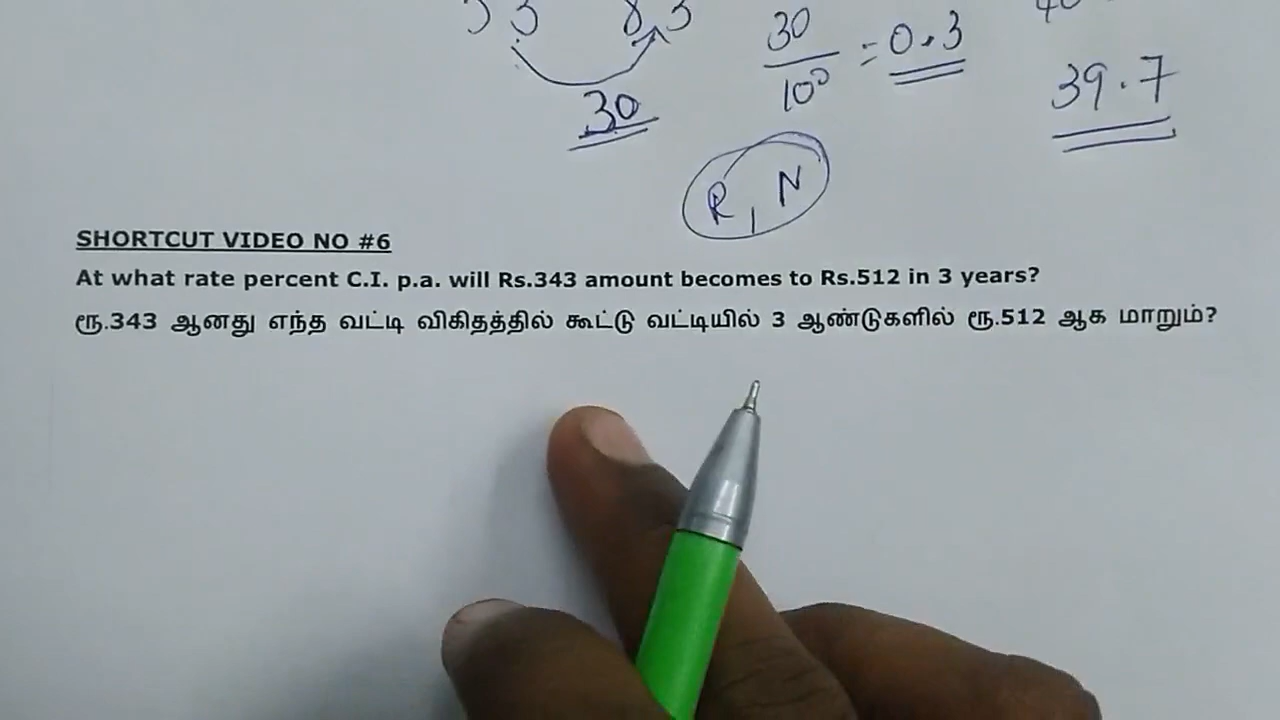 30
100
= 0.3
39.7
30
R, N
SHORTCUT VIDEO NO #6
At what rate percent C.I. p.a. will Rs.343 amount becomes to Rs.512 in 3 years?
ரூ.343 ஆனது எந்த வட்டி விகிதத்தில் கூட்டு வட்டியில் 3 ஆண்டுகளில் ரூ.512 ஆக மாறும்?